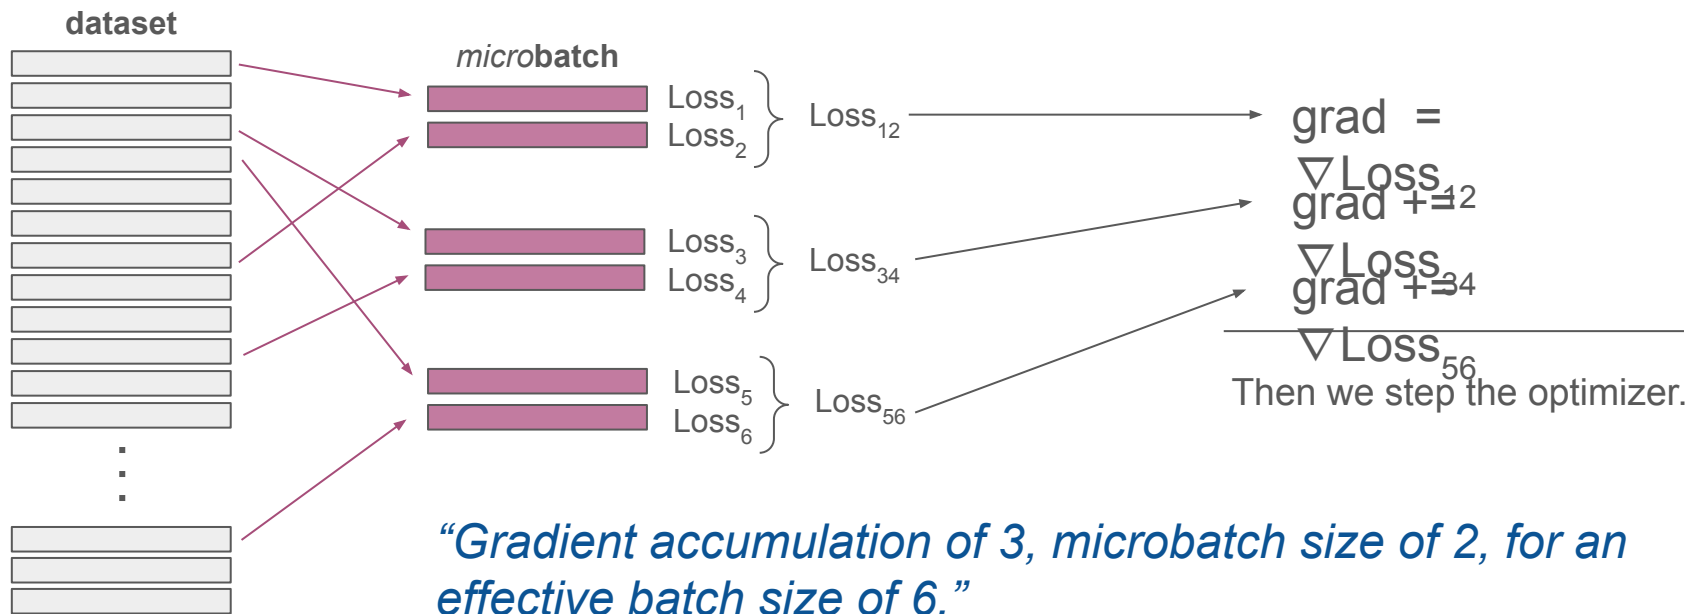 dataset
microbatch
Loss₁
Loss₂
Loss₁₂
Loss₃
Loss₄
Loss₃₄
Loss₅
Loss₆
Loss₅₆
grad =
▽Loss₁₂
grad +=
▽Loss₃₄
grad +=
▽Loss₅₆
Then we step the optimizer.
“Gradient accumulation of 3, microbatch size of 2, for an
effective batch size of 6.”